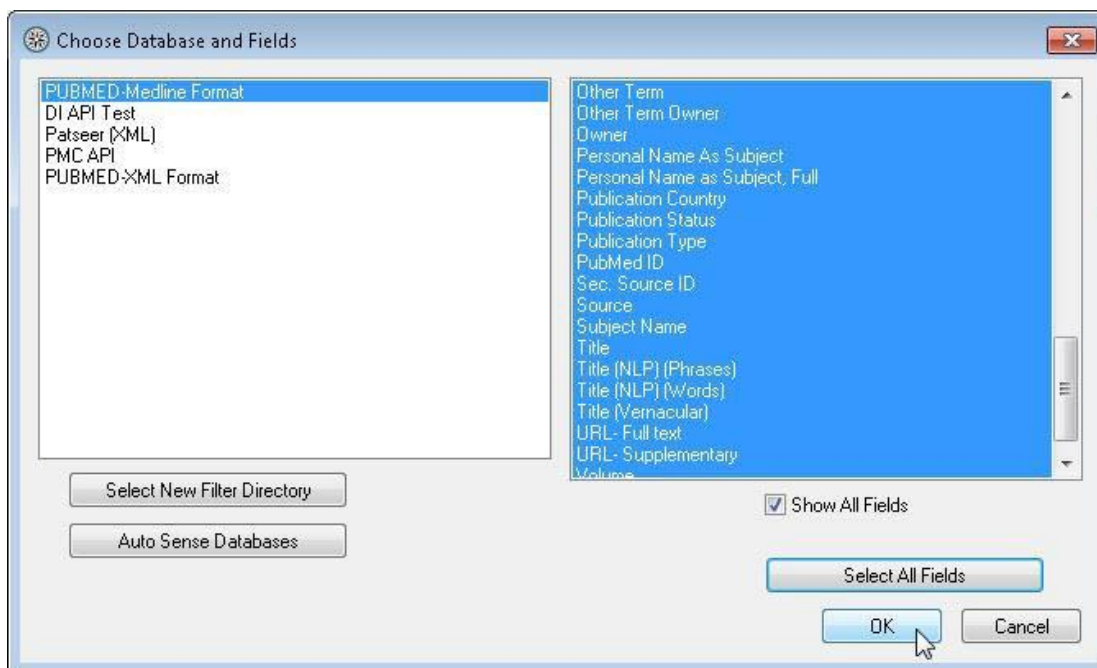 Choose Database and Fields
PUBMED-Medline Format
DI API Test
Patseer (XML)
PMC API
PUBMED-XML Format
Other Term
Other Term Owner
Owner
Personal Name As Subject
Personal Name as Subject, Full
Publication Country
Publication Status
Publication Type
PubMed ID
Sec. Source ID
Source
Subject Name
Title
Title (NLP) (Phrases)
Title (NLP) (Words)
Title (Vernacular)
URL- Full text
URL- Supplementary
Volume
Select New Filter Directory
Auto Sense Databases
Show All Fields
Select All Fields
OK
Cancel